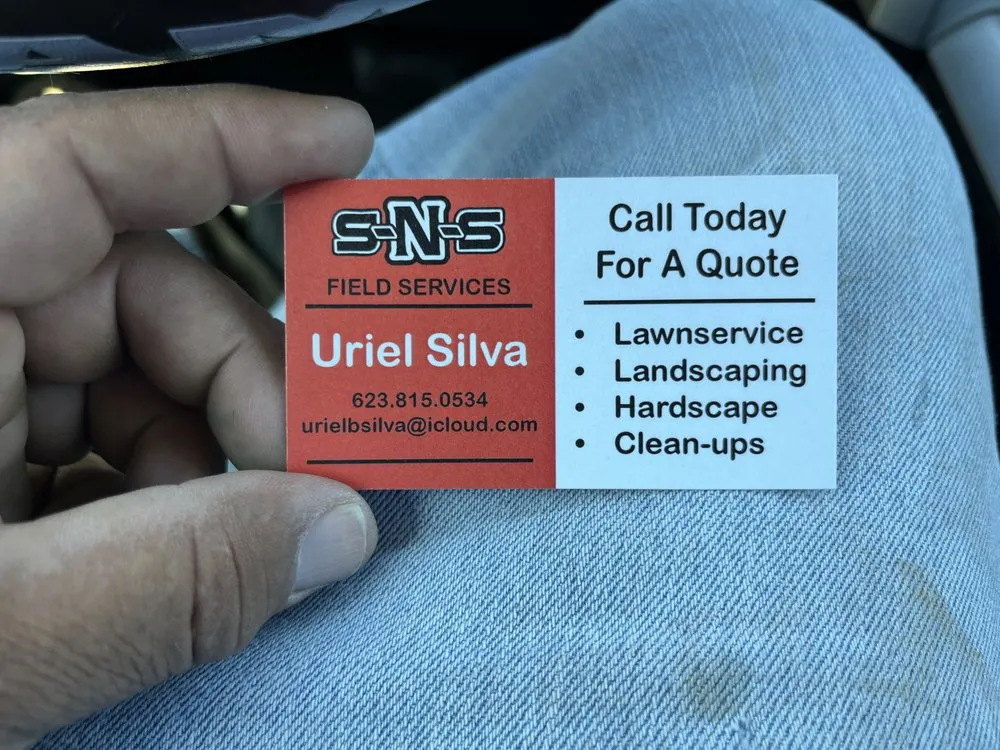 S-N-S
FIELD SERVICES
Uriel Silva
623.815.0534
urielbsilva@icloud.com
Call Today
For A Quote
• Lawnservice
• Landscaping
• Hardscape
• Clean-ups